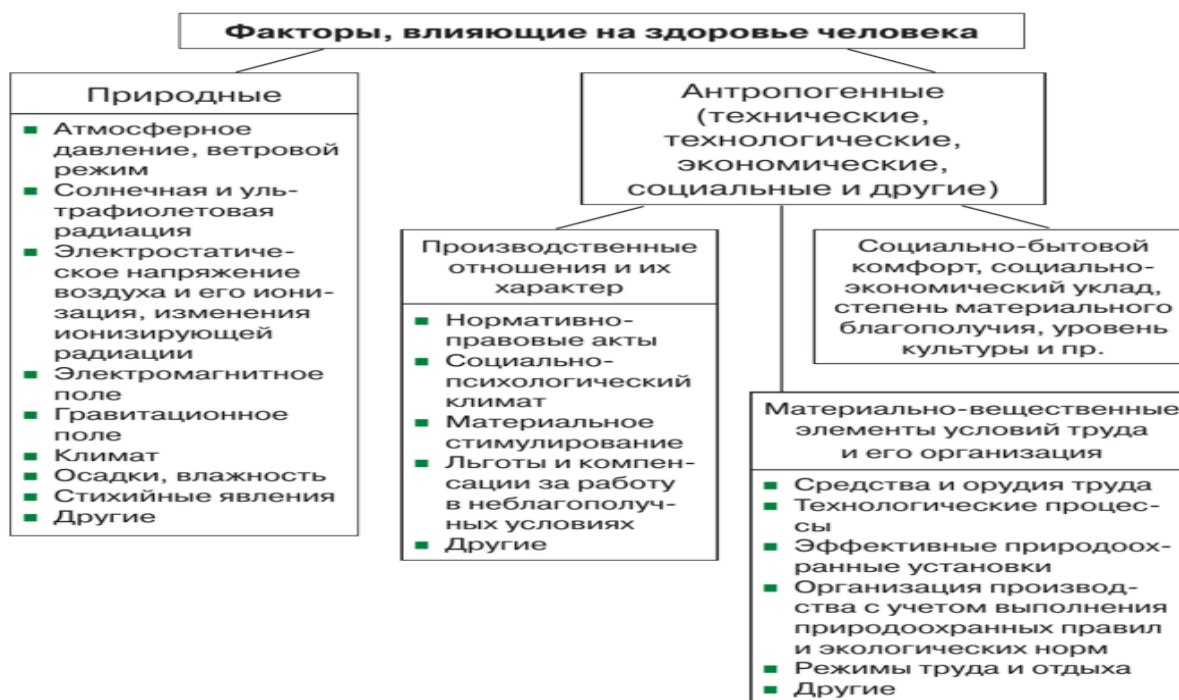 Факторы, влияющие на здоровье человека
Природные
■ Атмосферное
давление, ветровой
режим
■ Солнечная и уль-
трафиолетовая
радиация
■ Электростатиче-
ское напряжение
воздуха и его иони-
зация, изменения
ионизирующей
радиации
■ Электромагнитное
поле
■ Гравитационное
поле
■ Климат
■ Осадки, влажность
■ Стихийные явления
■ Другие
Антропогенные
(технические,
технологические,
экономические,
социальные и другие)
Производственные
отношения и их
характер
■ Нормативно-
правовые акты
■ Социально-
психологический
климат
■ Материальное
стимулирование
■ Льготы и компен-
сации за работу
в неблагополуч-
ных условиях
■ Другие
Социально-бытовой
комфорт, социально-
экономический уклад,
степень материального
благополучия, уровень
культуры и пр.
Материально-вещественные
элементы условий труда
и его организация
■ Средства и орудия труда
■ Технологические процес-
сы
■ Эффективные природоох-
ранные установки
■ Организация производ-
ства с учетом выполнения
природоохранных правил
и экологических норм
■ Режимы труда и отдыха
■ Другие